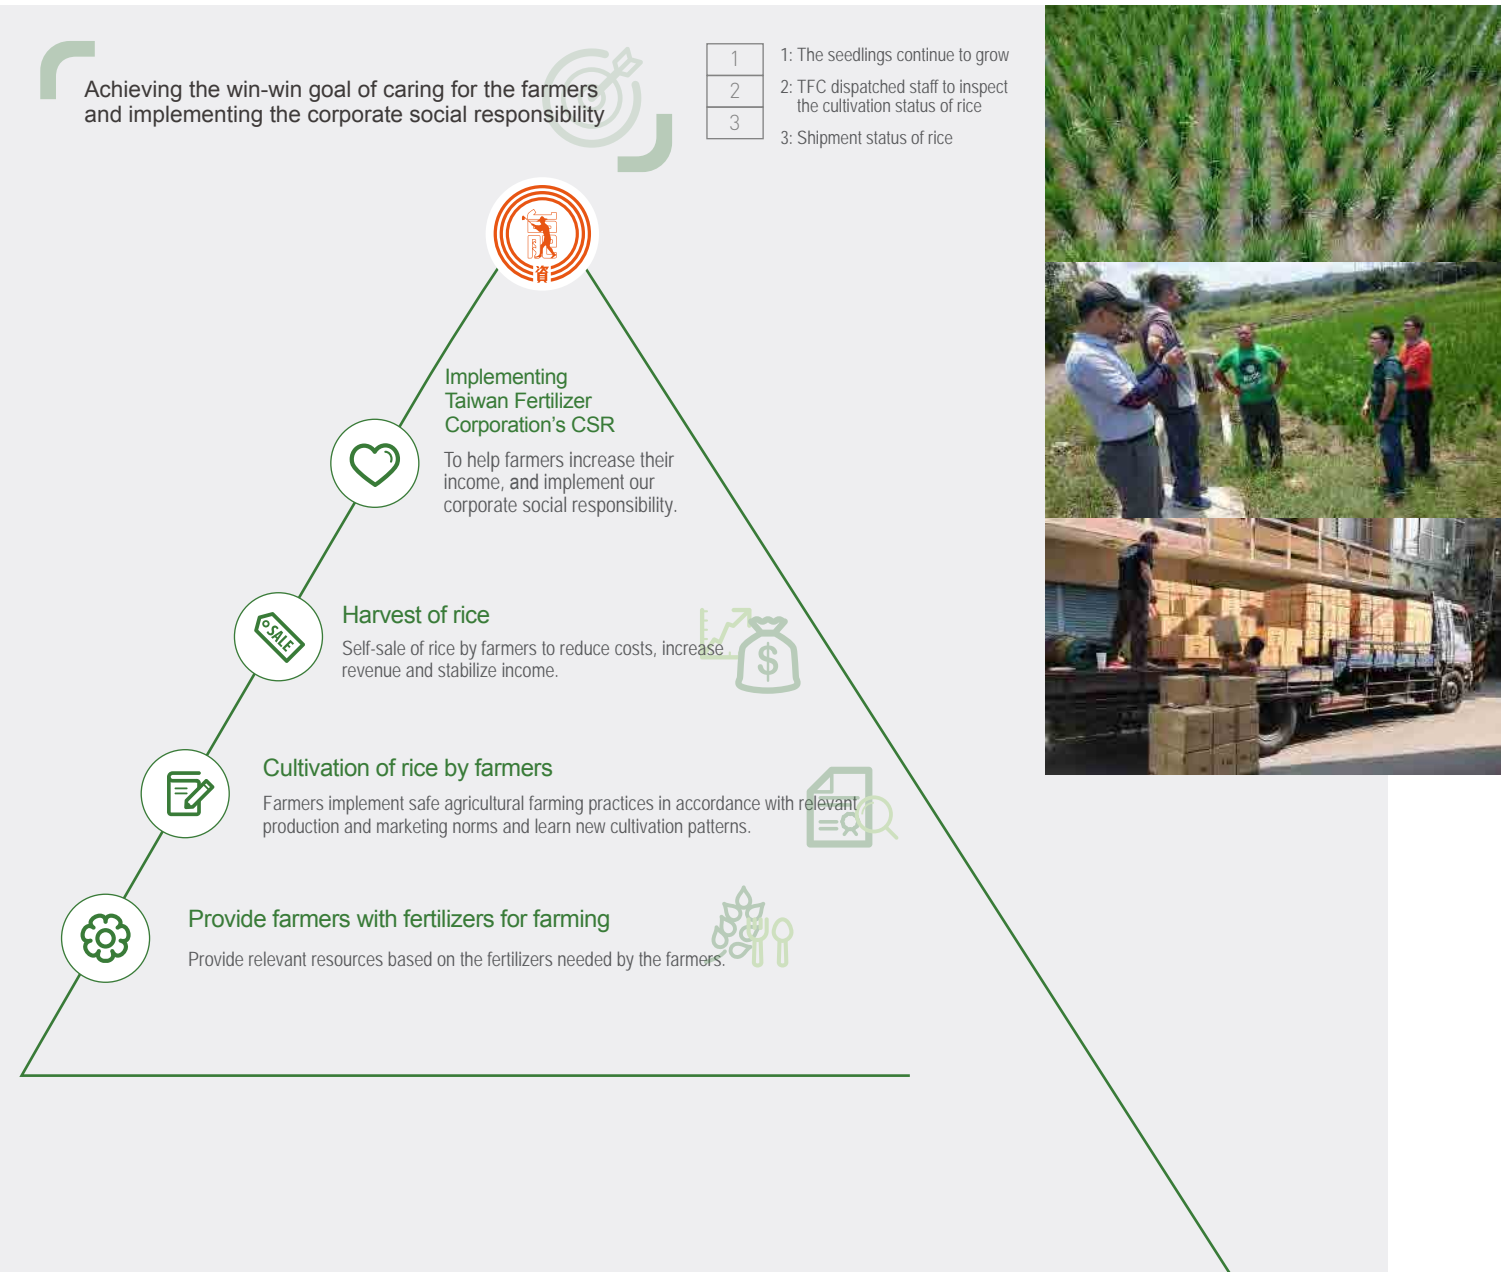 Achieving the win-win goal of caring for the farmers
and implementing the corporate social responsibility
1
2
3
1: The seedlings continue to grow
2: TFC dispatched staff to inspect
the cultivation status of rice
3: Shipment status of rice
資
Implementing
Taiwan Fertilizer
Corporation's CSR
To help farmers increase their
income, and implement our
corporate social responsibility.
SALE
Harvest of rice
Self-sale of rice by farmers to reduce costs, increase
revenue and stabilize income.
$
Cultivation of rice by farmers
Farmers implement safe agricultural farming practices in accordance with relevant
production and marketing norms and learn new cultivation patterns.
Provide farmers with fertilizers for farming
Provide relevant resources based on the fertilizers needed by the farmers.